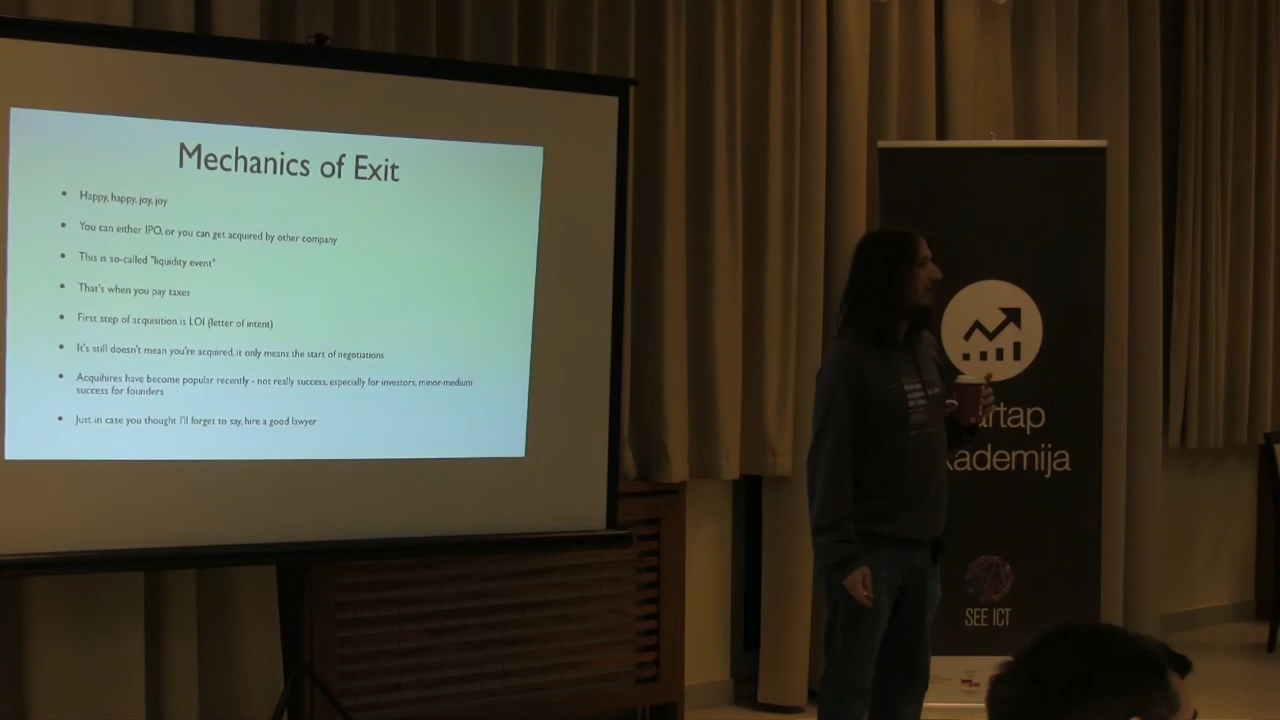 Mechanics of Exit
• Happy, happy, joy, joy
• You can either IPO, or you can get acquired by other company
• This is so-called "liquidity event"
• That's when you pay taxes
• First step of acquisition is LOI (letter of intent)
• It's still doesn't mean you're acquired, it only means the start of negotiations
• Acquihires have become popular recently - not really success, especially for investors, minor-medium
success for founders
• Just in case you thought I'll forget to say, hire a good lawyer
artap
kademija
SEE ICT